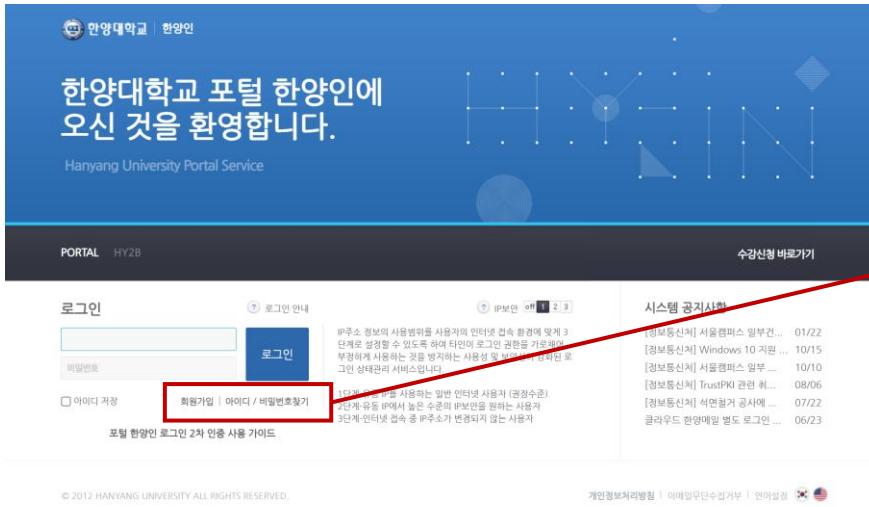 한양대학교 | 한양인
한양대학교 포털 한양인에
오신 것을 환영합니다.
Hanyang University Portal Service
PORTAL HY2B
수강신청 바로가기
로그인
? 로그인 안내
비밀번호
로그인
아이디 저장
회원가입 | 아이디 / 비밀번호찾기
포털 한양인 로그인 2차 인증 사용 가이드
? IP보안 off 1 2 3
IP주소 정보의 사용범위를 사용자의 인터넷 접속 환경에 맞게 3
단계로 설정할 수 있도록 하여 타인이 로그인 권한을 가로채어
부정하게 사용하는 것을 방지하는 사용성 및 보안성이 강화된 로
그인 상태관리 서비스입니다.
1단계-유동 IP를 사용하는 일반 인터넷 사용자 (권장수준)
2단계-유동 IP에서 높은 수준의 IP보안을 원하는 사용자
3단계-인터넷 접속 중 IP주소가 변경되지 않는 사용자
시스템 공지사항
[정보통신처] 서울캠퍼스 일부건... 01/22
[정보통신처] Windows 10 지원 ... 10/15
[정보통신처] 서울캠퍼스 일부 ... 10/10
[정보통신처] TrustPKI 관련 취... 08/06
[정보통신처] 석면철거 공사에 ... 07/22
클라우드 한양메일 별도 로그인 ... 06/23
© 2012 HANYANG UNIVERSITY ALL RIGHTS RESERVED.
개인정보처리방침 | 이메일무단수집거부 | 언어설정